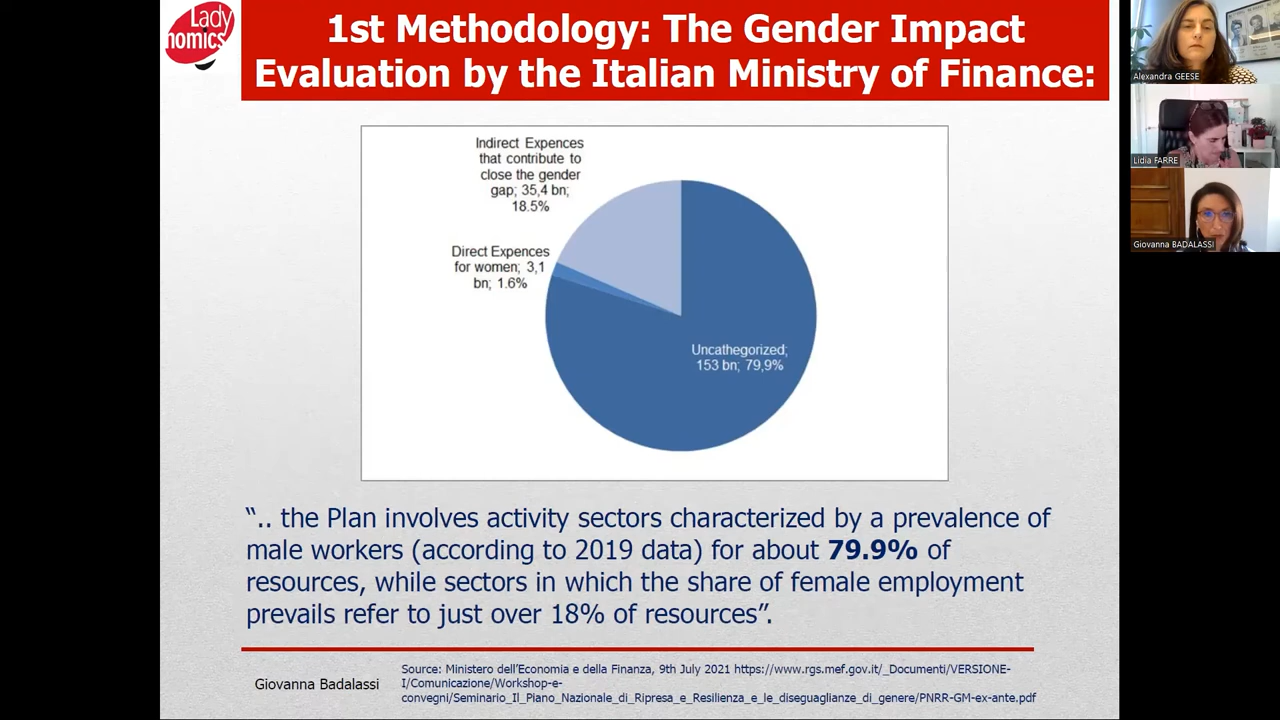 Lady
nomics
1st Methodology: The Gender Impact
Evaluation by the Italian Ministry of Finance:
Indirect Expences
that contribute to
close the gender
gap; 35,4 bn;
18.5%
Direct Expences
for women; 3,1
bn; 1.6%
Uncathegorized;
153 bn; 79,9%
“.. the Plan involves activity sectors characterized by a prevalence of
male workers (according to 2019 data) for about 79.9% of
resources, while sectors in which the share of female employment
prevails refer to just over 18% of resources”.
Giovanna Badalassi
Source: Ministero dell’Economia e della Finanza, 9th July 2021 https://www.rgs.mef.gov.it/_Documenti/VERSIONE-
I/Comunicazione/Workshop-e-
convegni/Seminario_Il_Piano_Nazionale_di_Ripresa_e_Resilienza_e_le_diseguaglianze_di_genere/PNRR-GM-ex-ante.pdf
Alexandra GEESE
Lidia FARRE
Giovanna BADALASSI